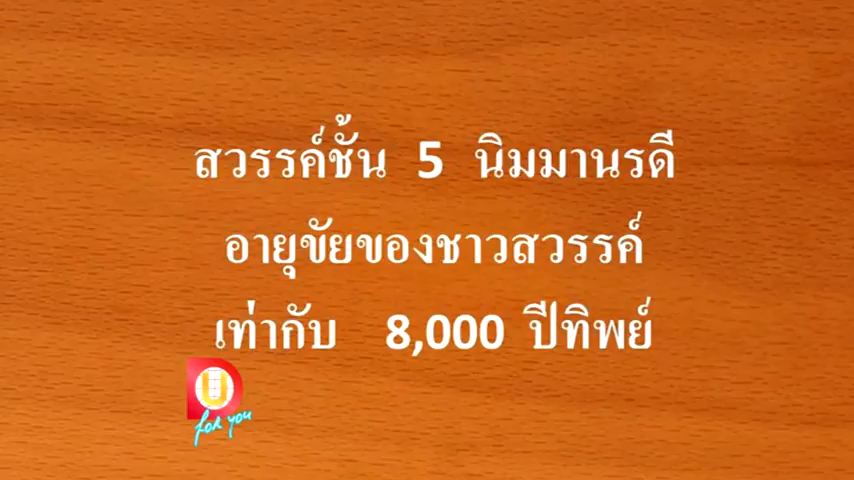 สวรรค์ชั้น 5 นิมมานรดี
อายุขัยของชาวสวรรค์
เท่ากับ 8,000 ปีทิพย์
U
for you